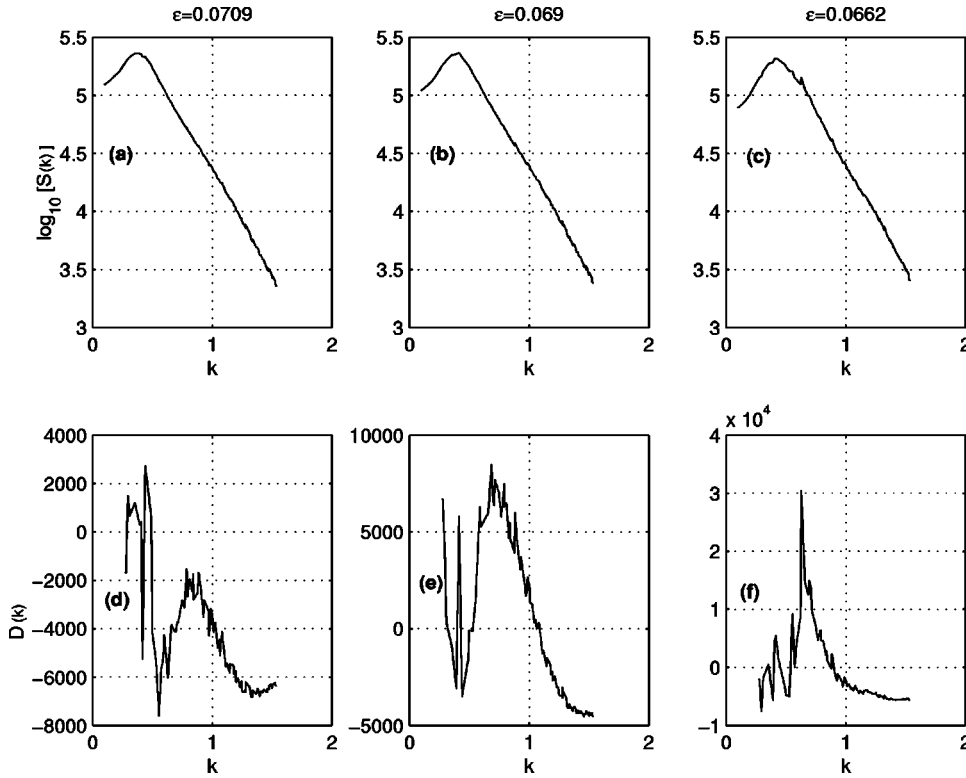 ε=0.0709
ε=0.069
ε=0.0662
5.5
5
4.5
4
3.5
3
log10 [S(k)]
(a)
0
1
2
k
5.5
5
4.5
4
3.5
3
(b)
0
1
2
k
5.5
5
4.5
4
3.5
3
(c)
0
1
2
k
4000
2000
0
−2000
−4000
−6000
−8000
D(k)
(d)
0
1
2
k
10000
5000
0
−5000
(e)
0
1
2
k
x 10^4
4
3
2
1
0
−1
(f)
0
1
2
k